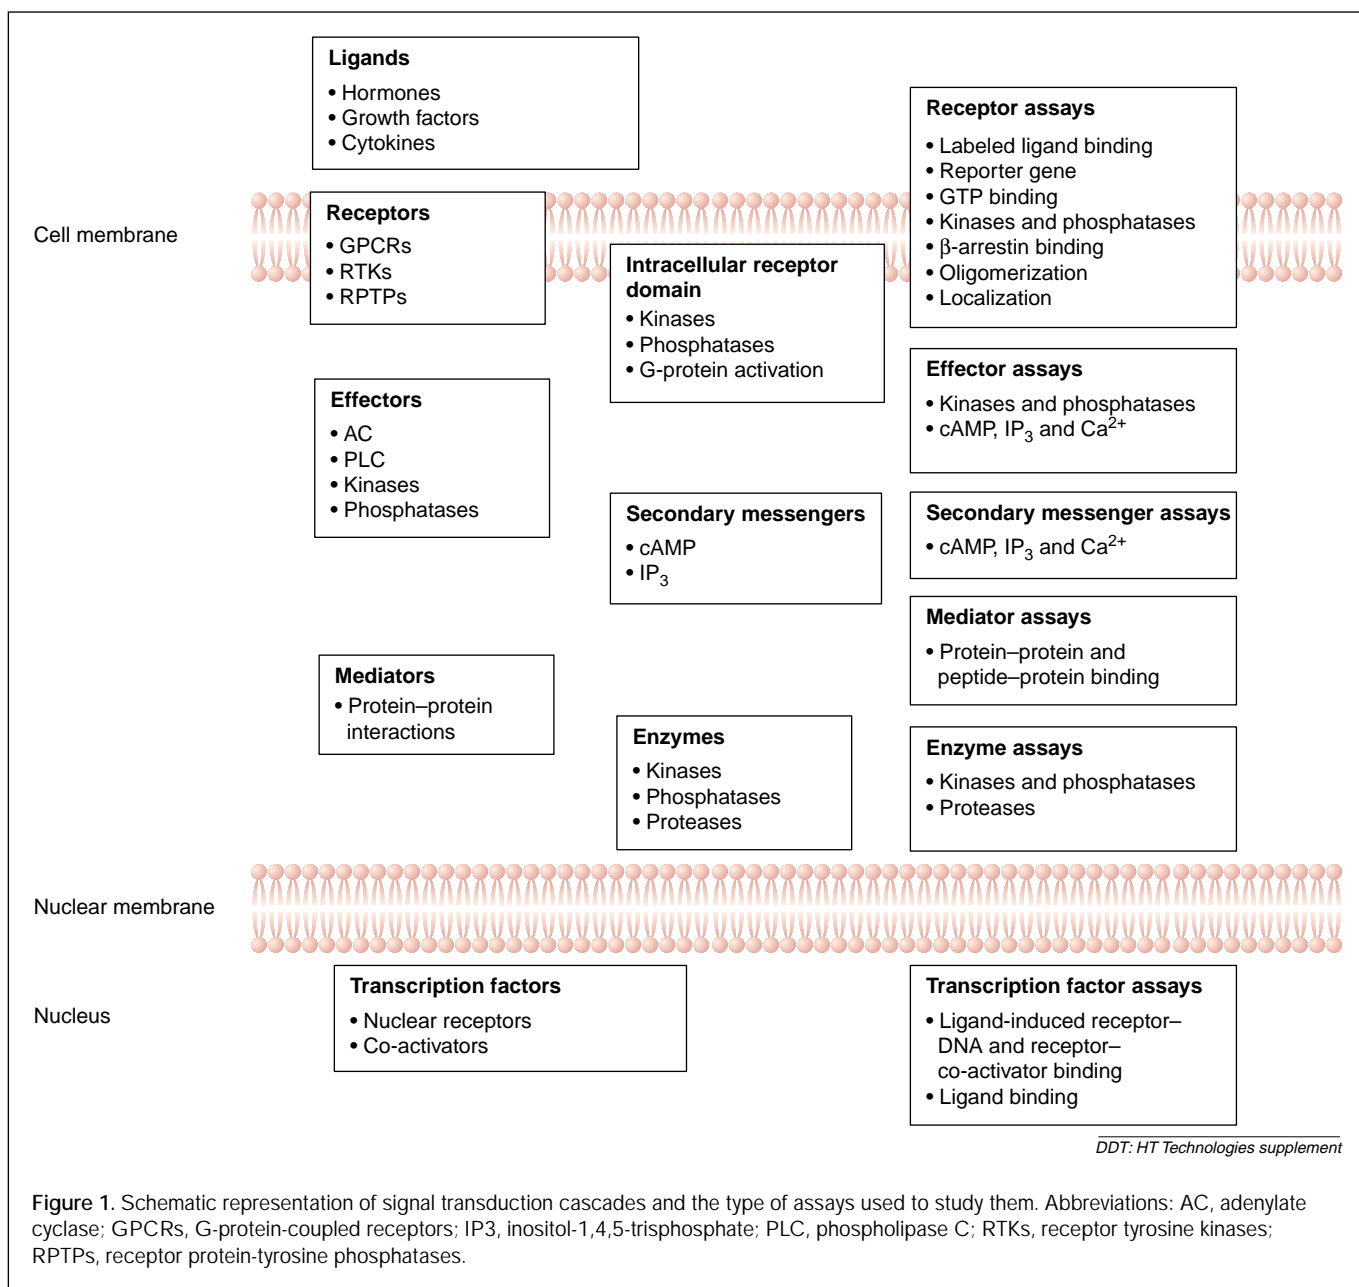 Ligands
• Hormones
• Growth factors
• Cytokines
Cell membrane
Receptors
• GPCRs
• RTKs
• RPTPs
Intracellular receptor
domain
• Kinases
• Phosphatases
• G-protein activation
Receptor assays
• Labeled ligand binding
• Reporter gene
• GTP binding
• Kinases and phosphatases
• β-arrestin binding
• Oligomerization
• Localization
Effectors
• AC
• PLC
• Kinases
• Phosphatases
Effector assays
• Kinases and phosphatases
• cAMP, IP₃ and Ca²⁺
Secondary messengers
• cAMP
• IP₃
Secondary messenger assays
• cAMP, IP₃ and Ca²⁺
Mediators
• Protein–protein
interactions
Mediator assays
• Protein–protein and
peptide–protein binding
Enzymes
• Kinases
• Phosphatases
• Proteases
Enzyme assays
• Kinases and phosphatases
• Proteases
Nuclear membrane
Nucleus
Transcription factors
• Nuclear receptors
• Co-activators
Transcription factor assays
• Ligand-induced receptor–
DNA and receptor–
co-activator binding
• Ligand binding
DDT: HT Technologies supplement
Figure 1. Schematic representation of signal transduction cascades and the type of assays used to study them. Abbreviations: AC, adenylate
cyclase; GPCRs, G-protein-coupled receptors; IP3, inositol-1,4,5-trisphosphate; PLC, phospholipase C; RTKs, receptor tyrosine kinases;
RPTPs, receptor protein-tyrosine phosphatases.